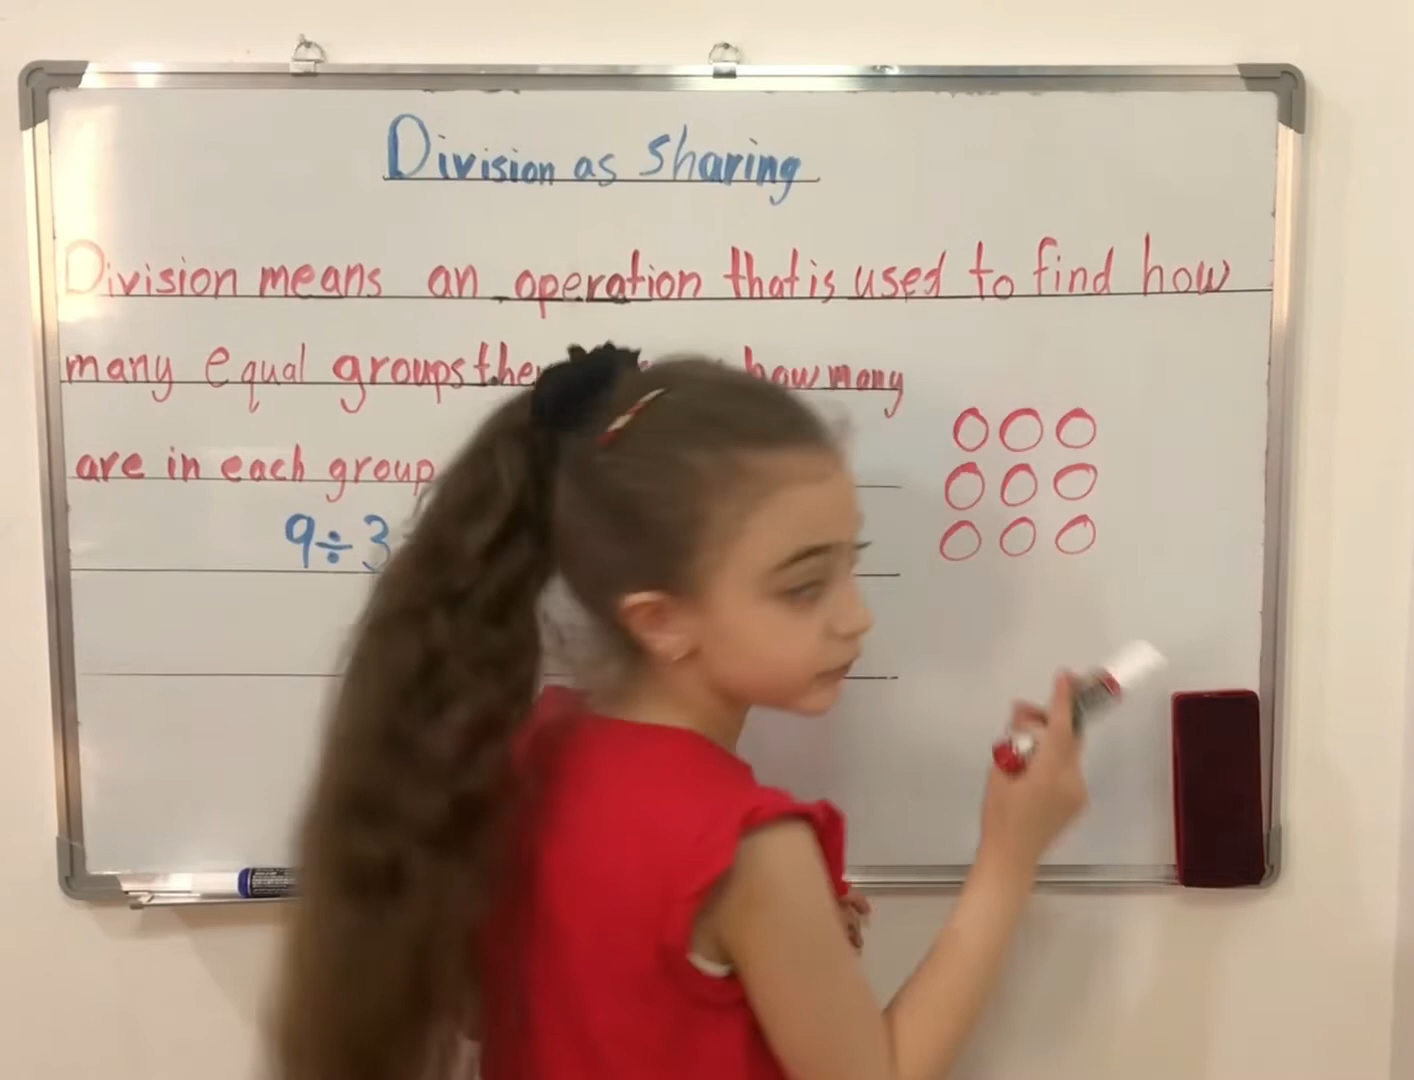 Division as Sharing
Division means an operation that is used to find how
many equal groups how many
are in each group
9÷3